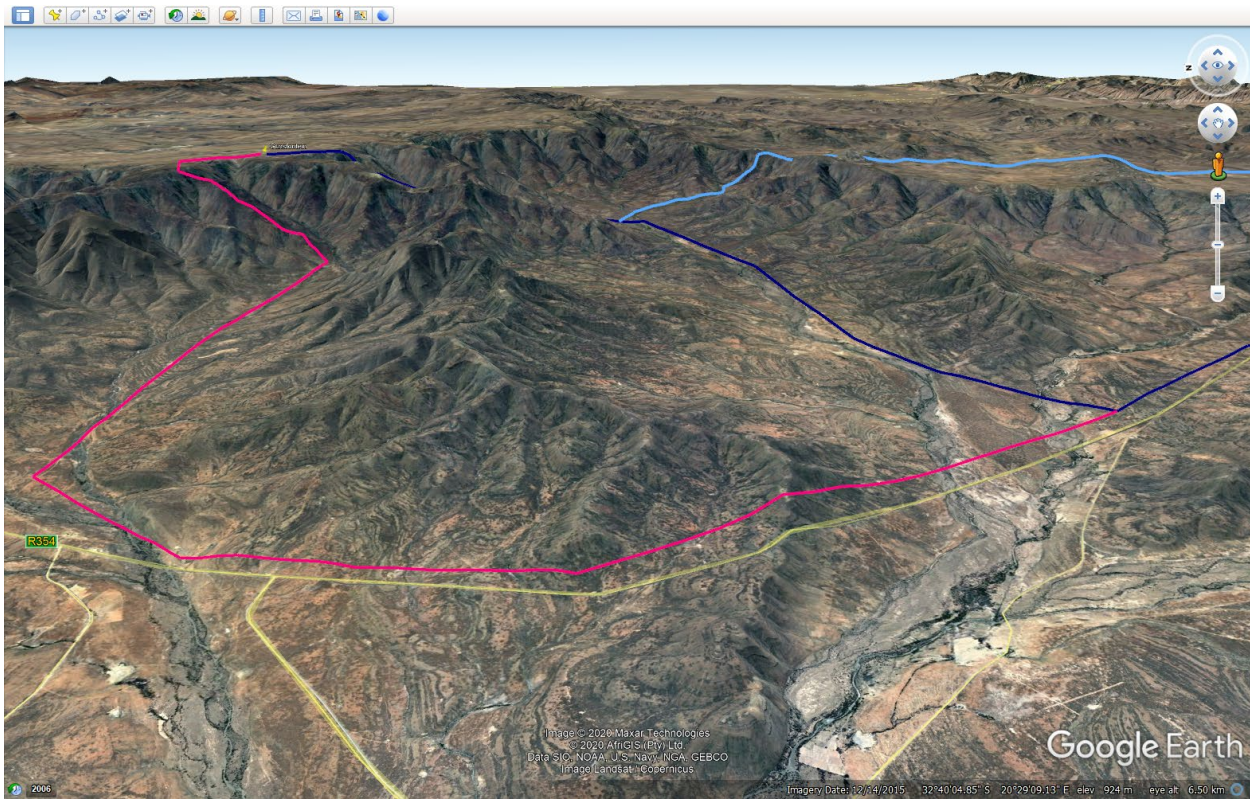 N
R354
Image © 2020 Maxar Technologies
© 2020 AfriGIS (Pty) Ltd.
Data SIO, NOAA, U.S. Navy, NGA, GEBCO
Image Landsat / Copernicus
Google Earth
2006
Imagery Date: 12/14/2015 32°40'04.85" S 20°29'09.13" E elev 924 m eye alt 6.50 km